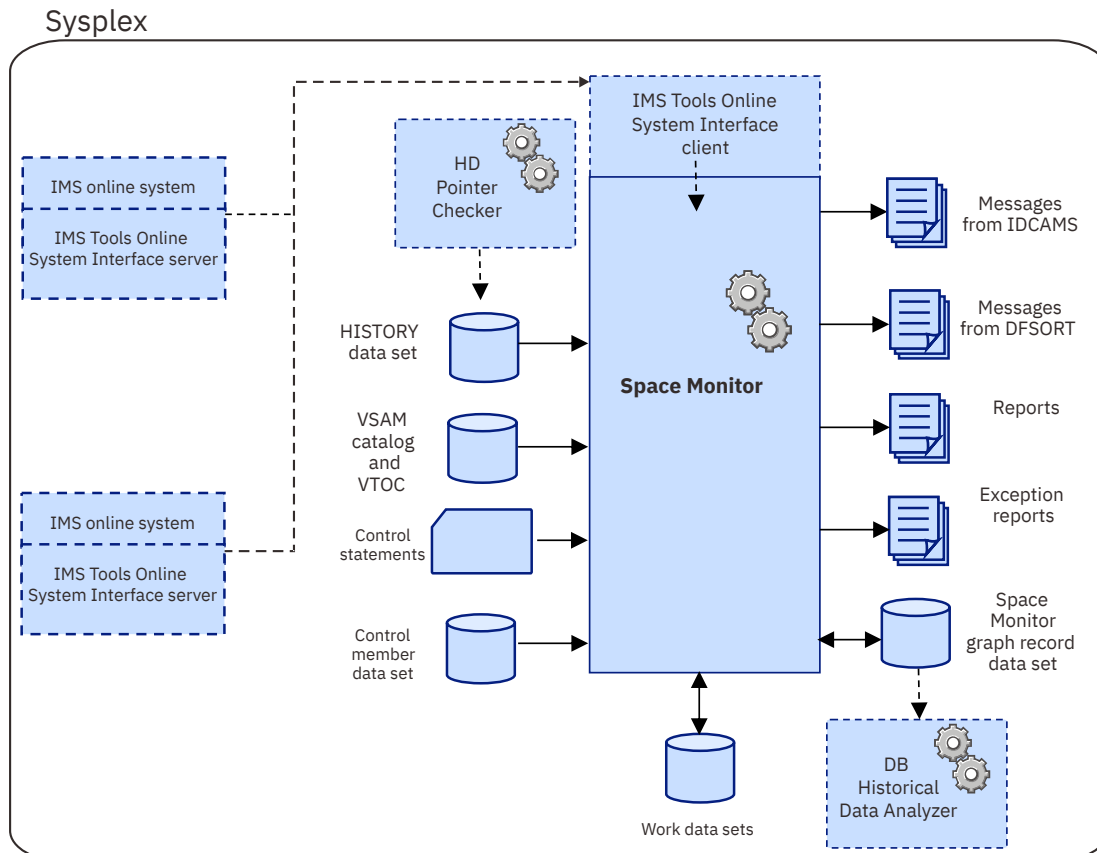 Sysplex
IMS Tools Online
System Interface
client
HD
Pointer
Checker
IMS online system
IMS Tools Online
System Interface server
Messages
from IDCAMS
HISTORY
data set
Messages
from DFSORT
Space Monitor
VSAM
catalog
and
VTOC
Reports
IMS online system
IMS Tools Online
System Interface server
Control
statements
Exception
reports
Control
member
data set
Space
Monitor
graph record
data set
Work data sets
DB
Historical
Data Analyzer